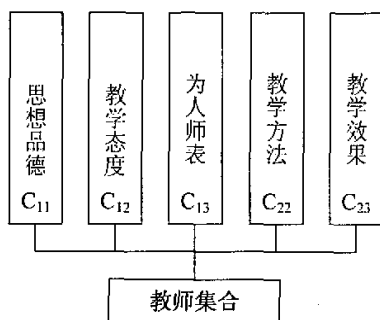 思想品德 C₁₁
教学态度 C₁₂
为人师表 C₁₃
教学方法 C₂₂
教学效果 C₂₃
教师集合